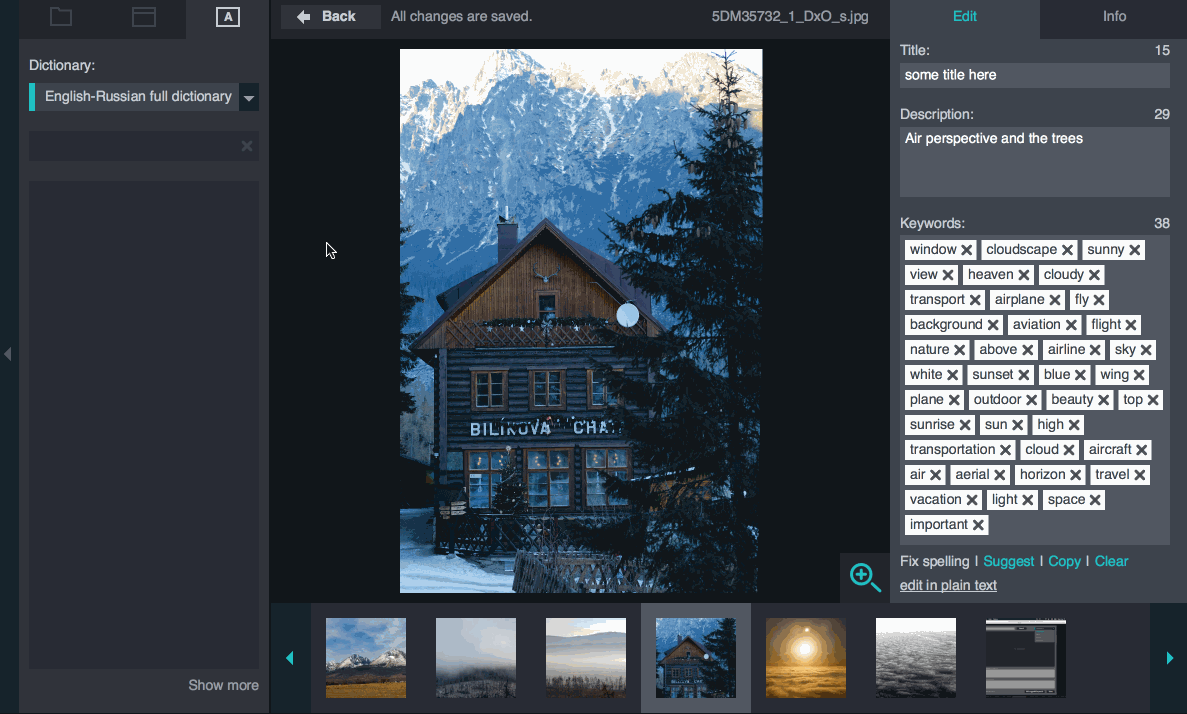 A
Back
All changes are saved.
5DM35732_1_DxO_s.jpg
Edit
Info
Dictionary:
English-Russian full dictionary
Show more
BILÍKOVA CHA
Title:
15
some title here
Description:
29
Air perspective and the trees
Keywords:
38
window cloudscape sunny
view heaven cloudy
transport airplane fly
background aviation flight
nature above airline sky
white sunset blue wing
plane outdoor beauty top
sunrise sun high
transportation cloud aircraft
air aerial horizon travel
vacation light space
important
Fix spelling | Suggest | Copy | Clear
edit in plain text